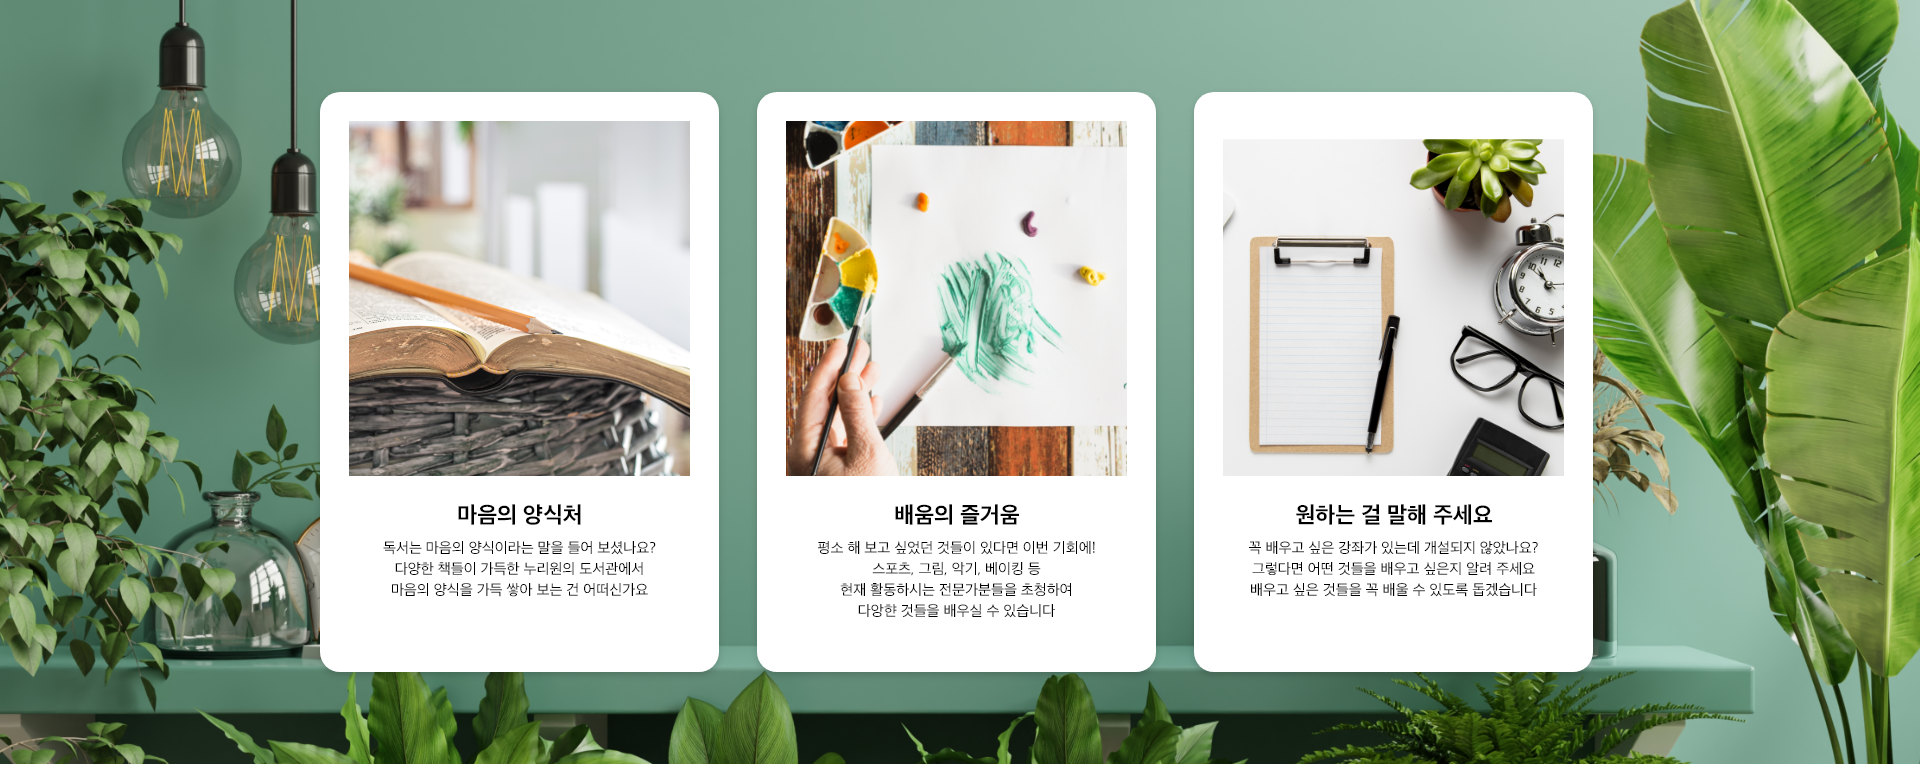 마음의 양식처
독서는 마음의 양식이라는 말을 들어 보셨나요?
다양한 책들이 가득한 누리원의 도서관에서
마음의 양식을 가득 쌓아 보는 건 어떠신가요
배움의 즐거움
평소 해 보고 싶었던 것들이 있다면 이번 기회에!
스포츠, 그림, 악기, 베이킹 등
현재 활동하시는 전문가분들을 초청하여
다앙햔 것들을 배우실 수 있습니다
원하는 걸 말해 주세요
꼭 배우고 싶은 강좌가 있는데 개설되지 않았나요?
그렇다면 어떤 것들을 배우고 싶은지 알려 주세요
배우고 싶은 것들을 꼭 배울 수 있도록 돕겠습니다